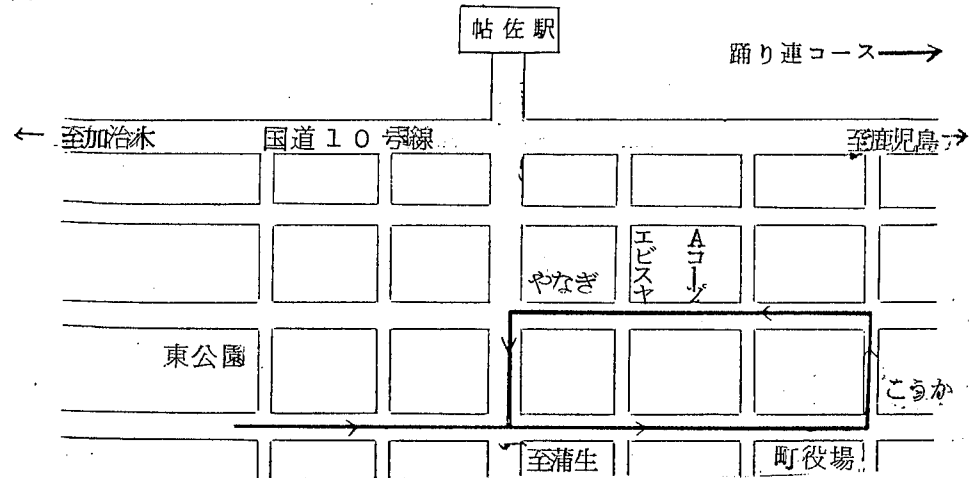 帖佐駅
踊り連コース→
← 至加治木
国道10号線
至鹿児島→
やなぎ
エビスヤ
Aコープ
東公園
こうか
至蒲生
町役場